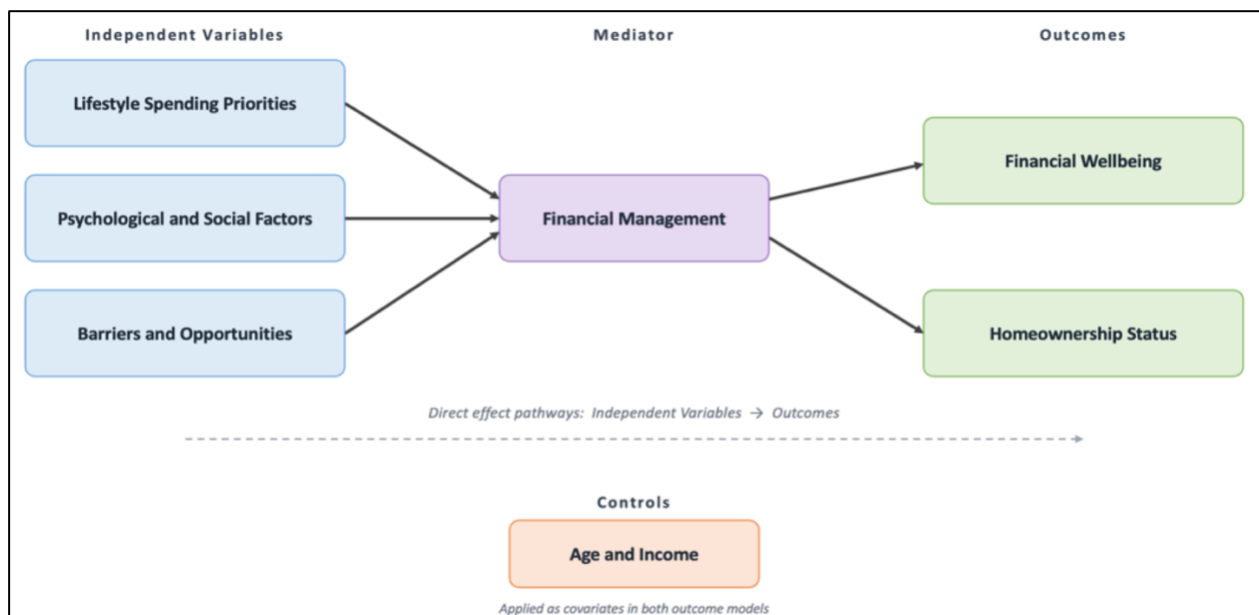 Independent Variables
Mediator
Outcomes
Lifestyle Spending Priorities
Financial Wellbeing
Psychological and Social Factors
Financial Management
Barriers and Opportunities
Homeownership Status
Direct effect pathways: Independent Variables → Outcomes
Controls
Age and Income
Applied as covariates in both outcome models